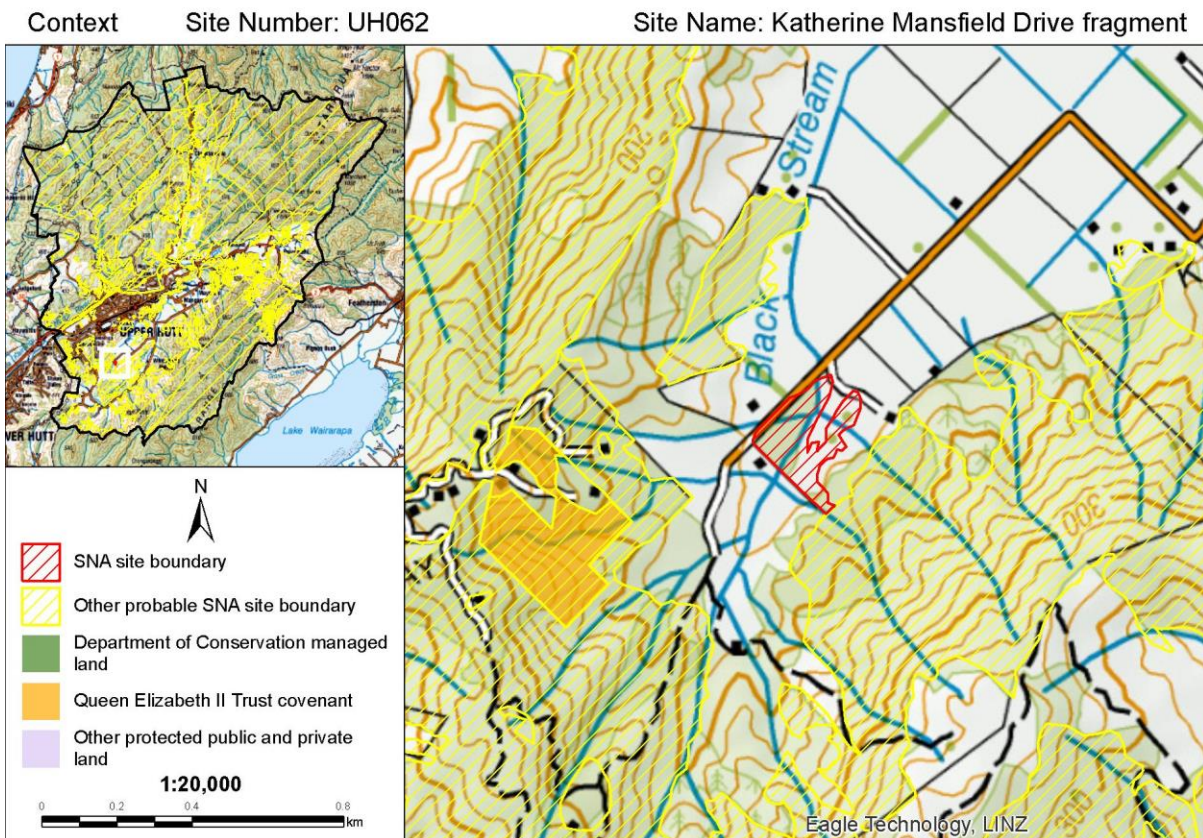 Context
Site Number: UH062
Site Name: Katherine Mansfield Drive fragment
UPPER HUTT
Featherston
Lake Wairarapa
WER HUTT
N
SNA site boundary
Other probable SNA site boundary
Department of Conservation managed
land
Queen Elizabeth II Trust covenant
Other protected public and private
land
1:20,000
0 0.2 0.4 0.8
km
200
Black Stream
300
300
Eagle Technology, LINZ